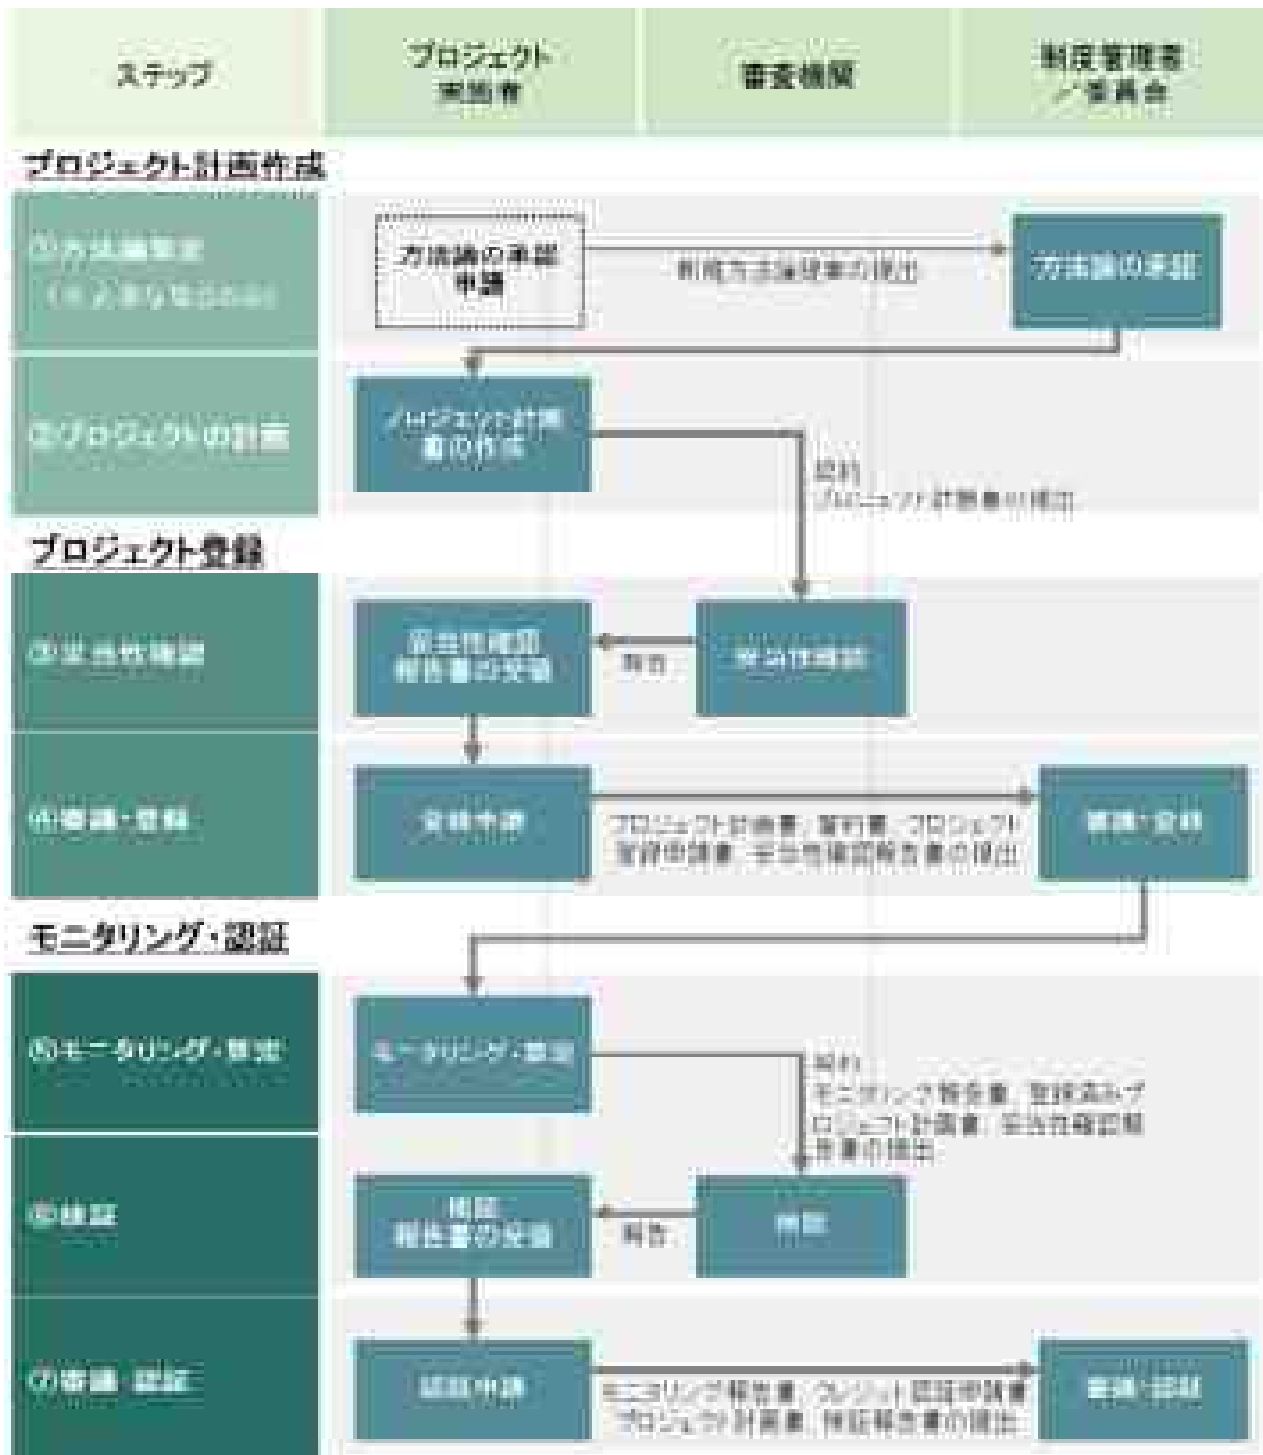 ステップ
プロジェクト
実施者
審査機関
制度管理者
／委員会
プロジェクト計画作成
①方法論策定
（※必要な場合のみ）
方法論の承認
申請
新規方法論提案の提出
方法論の承認
②プロジェクトの計画
プロジェクト計画
書の作成
契約
プロジェクト計画書の提出
プロジェクト登録
③妥当性確認
妥当性確認
報告書の受領
報告
妥当性確認
④審議・登録
登録申請
プロジェクト計画書、誓約書、プロジェクト
登録申請書、妥当性確認報告書の提出
審議・登録
モニタリング・認証
⑤モニタリング・算定
モニタリング・算定
契約
モニタリング報告書、登録済みプ
ロジェクト計画書、妥当性確認報
告書の提出
⑥検証
検証
報告書の受領
報告
検証
⑦審議・認証
認証申請
モニタリング報告書、クレジット認証申請書
プロジェクト計画書、検証報告書の提出
審議・認証